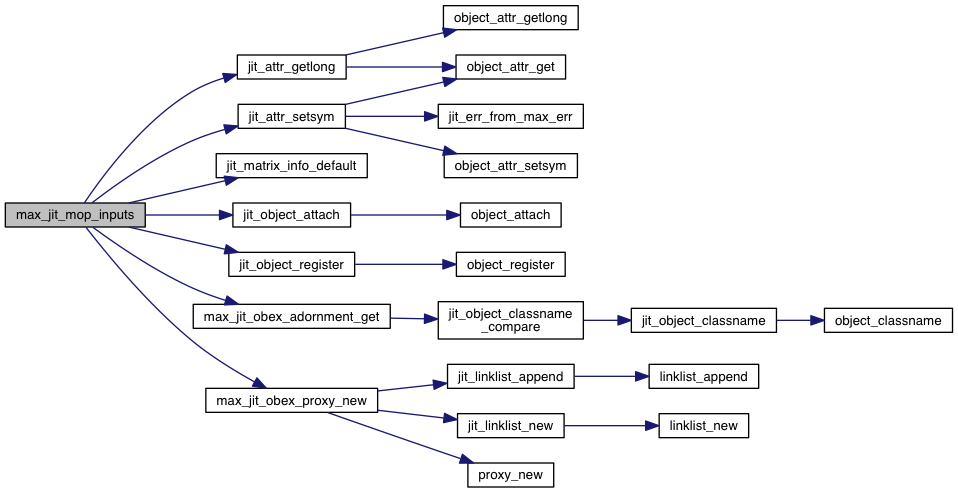 object_attr_getlong
jit_attr_getlong
object_attr_get
jit_attr_setsym
jit_err_from_max_err
jit_matrix_info_default
object_attr_setsym
max_jit_mop_inputs
jit_object_attach
object_attach
jit_object_register
object_register
max_jit_obex_adornment_get
jit_object_classname
_compare
jit_object_classname
object_classname
jit_linklist_append
linklist_append
max_jit_obex_proxy_new
jit_linklist_new
linklist_new
proxy_new